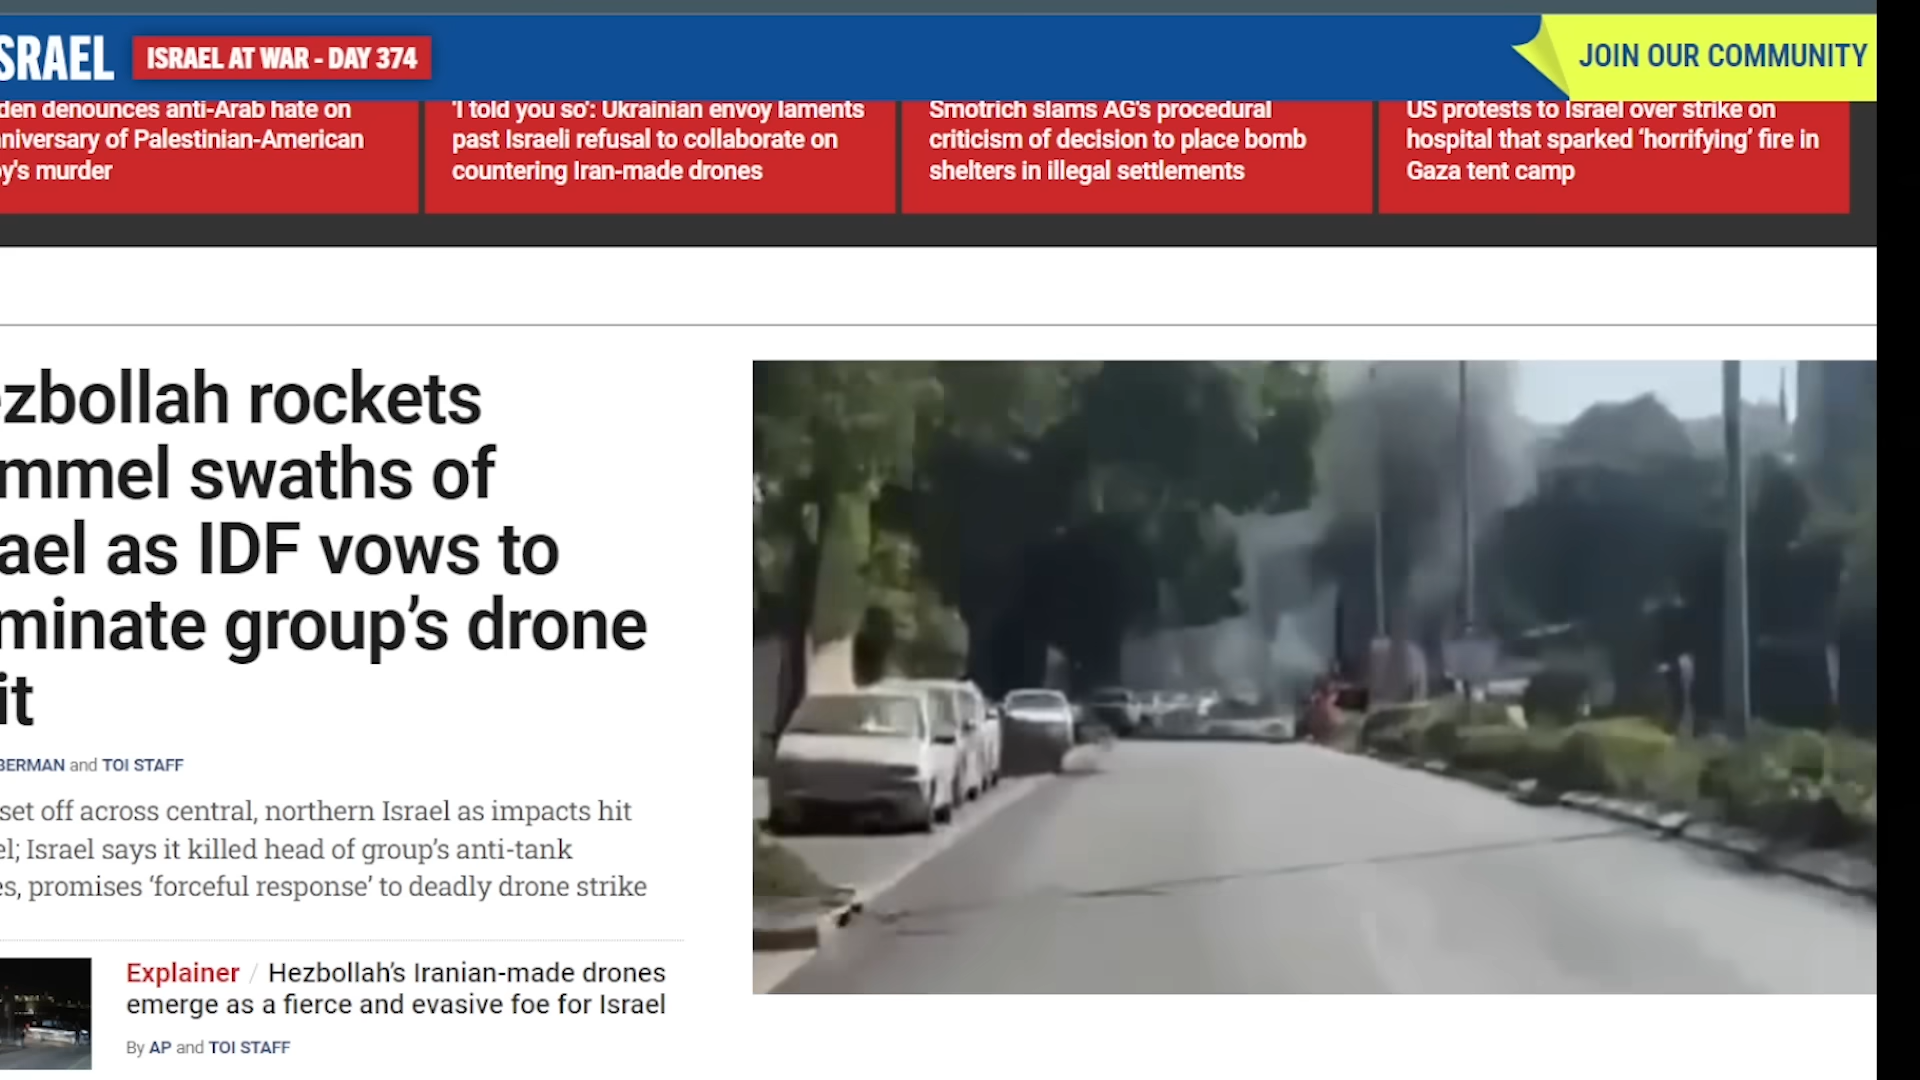 SRAEL
ISRAEL AT WAR - DAY 374
JOIN OUR COMMUNITY
den denounces anti-Arab hate on
niversary of Palestinian-American
y's murder
'I told you so': Ukrainian envoy laments
past Israeli refusal to collaborate on
countering Iran-made drones
Smotrich slams AG's procedural
criticism of decision to place bomb
shelters in illegal settlements
US protests to Israel over strike on
hospital that sparked ‘horrifying’ fire in
Gaza tent camp
ezbollah rockets
mmel swaths of
ael as IDF vows to
minate group’s drone
it
BERMAN and TOI STAFF
set off across central, northern Israel as impacts hit
el; Israel says it killed head of group’s anti-tank
es, promises ‘forceful response’ to deadly drone strike
Explainer / Hezbollah’s Iranian-made drones
emerge as a fierce and evasive foe for Israel
By AP and TOI STAFF